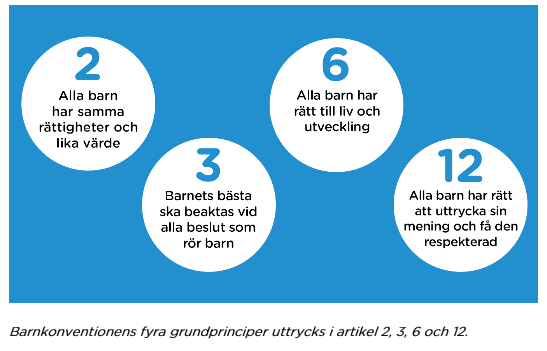 2
Alla barn
har samma
rättigheter och
lika värde
3
Barnets bästa
ska beaktas vid
alla beslut som
rör barn
6
Alla barn har
rätt till liv och
utveckling
12
Alla barn har rätt
att uttrycka sin
mening och få den
respekterad
Barnkonventionens fyra grundprinciper uttrycks i artikel 2, 3, 6 och 12.